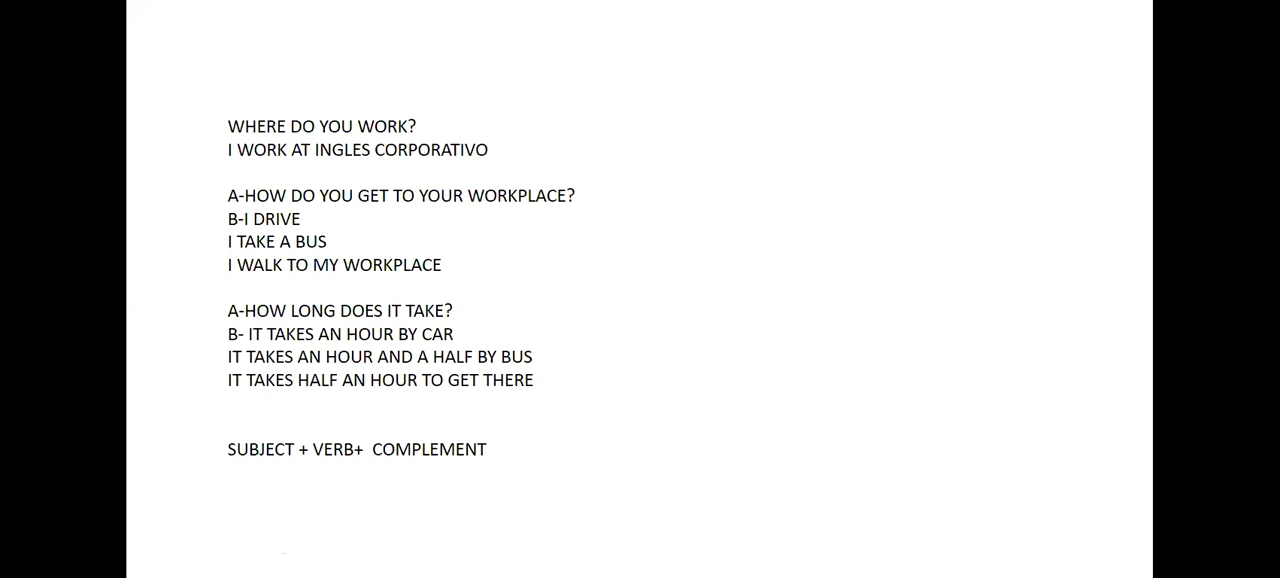 WHERE DO YOU WORK?
I WORK AT INGLES CORPORATIVO
A-HOW DO YOU GET TO YOUR WORKPLACE?
B-I DRIVE
I TAKE A BUS
I WALK TO MY WORKPLACE
A-HOW LONG DOES IT TAKE?
B- IT TAKES AN HOUR BY CAR
IT TAKES AN HOUR AND A HALF BY BUS
IT TAKES HALF AN HOUR TO GET THERE
SUBJECT + VERB+  COMPLEMENT